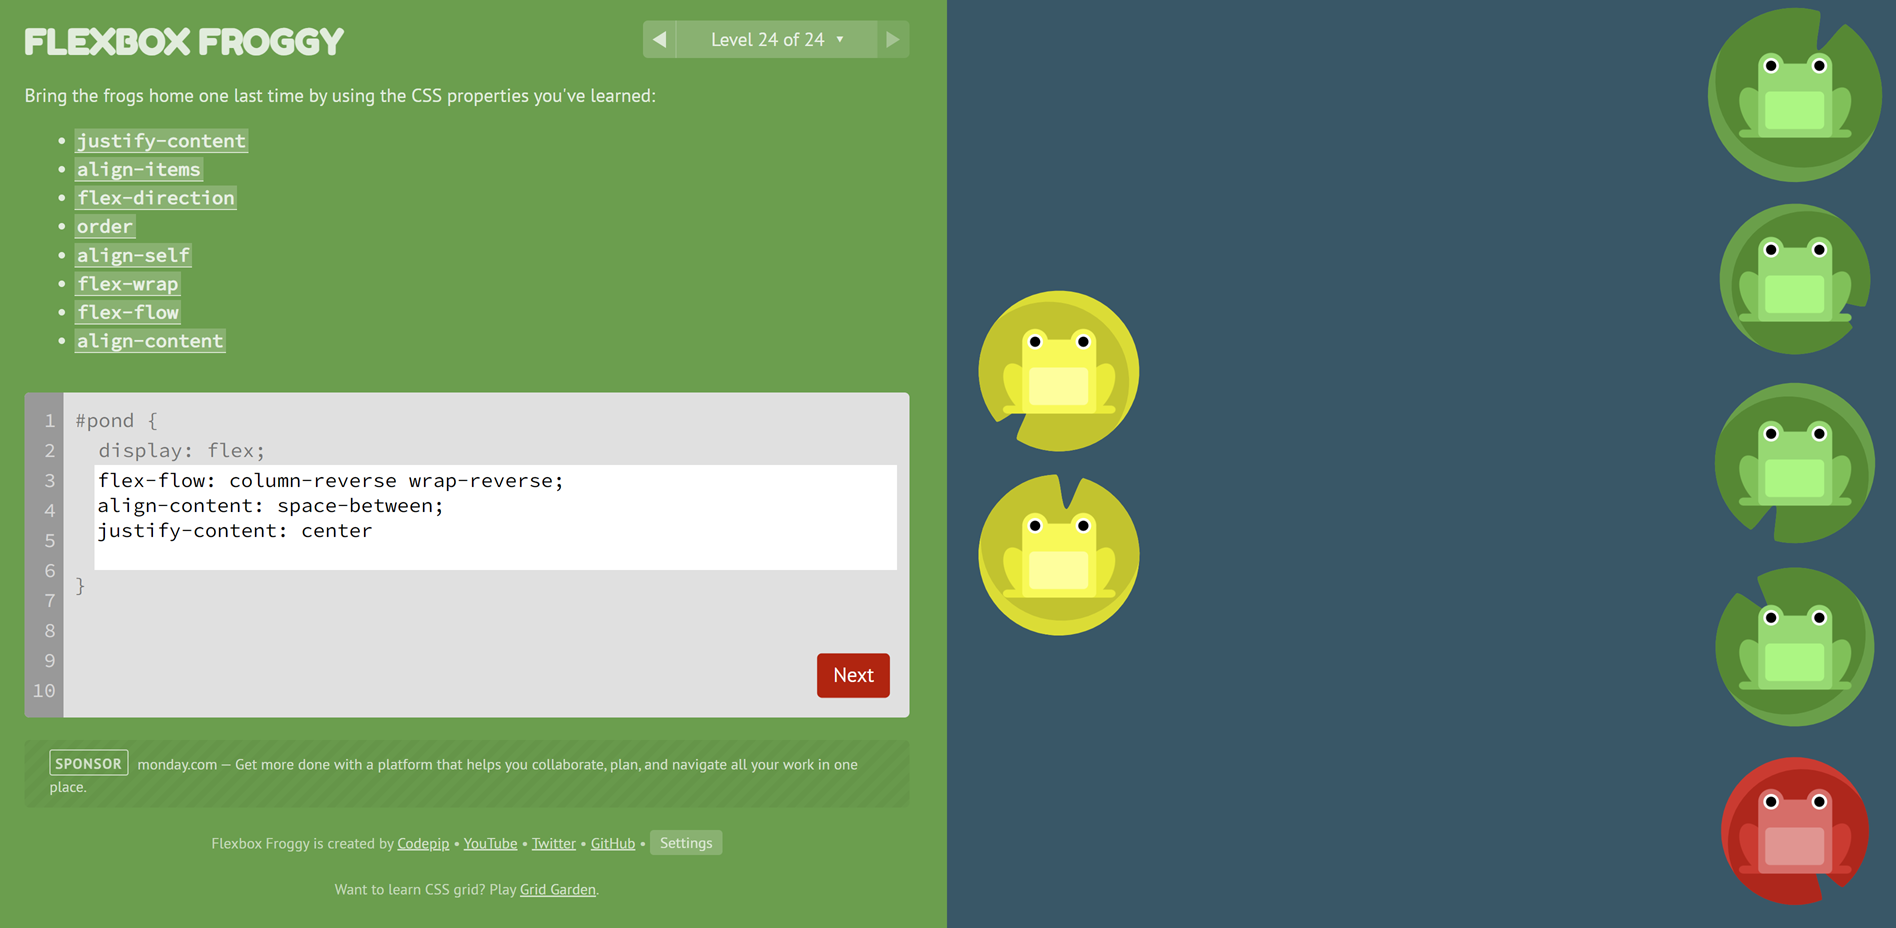 FLEXBOX FROGGY
◀ Level 24 of 24 ▼ ▶
Bring the frogs home one last time by using the CSS properties you've learned:
• justify-content
• align-items
• flex-direction
• order
• align-self
• flex-wrap
• flex-flow
• align-content
1 #pond {
2 display: flex;
3 flex-flow: column-reverse wrap-reverse;
4 align-content: space-between;
5 justify-content: center
6
7 }
8
9
10
Next
SPONSOR monday.com — Get more done with a platform that helps you collaborate, plan, and navigate all your work in one
place.
Flexbox Froggy is created by Codepip • YouTube • Twitter • GitHub • Settings
Want to learn CSS grid? Play Grid Garden.